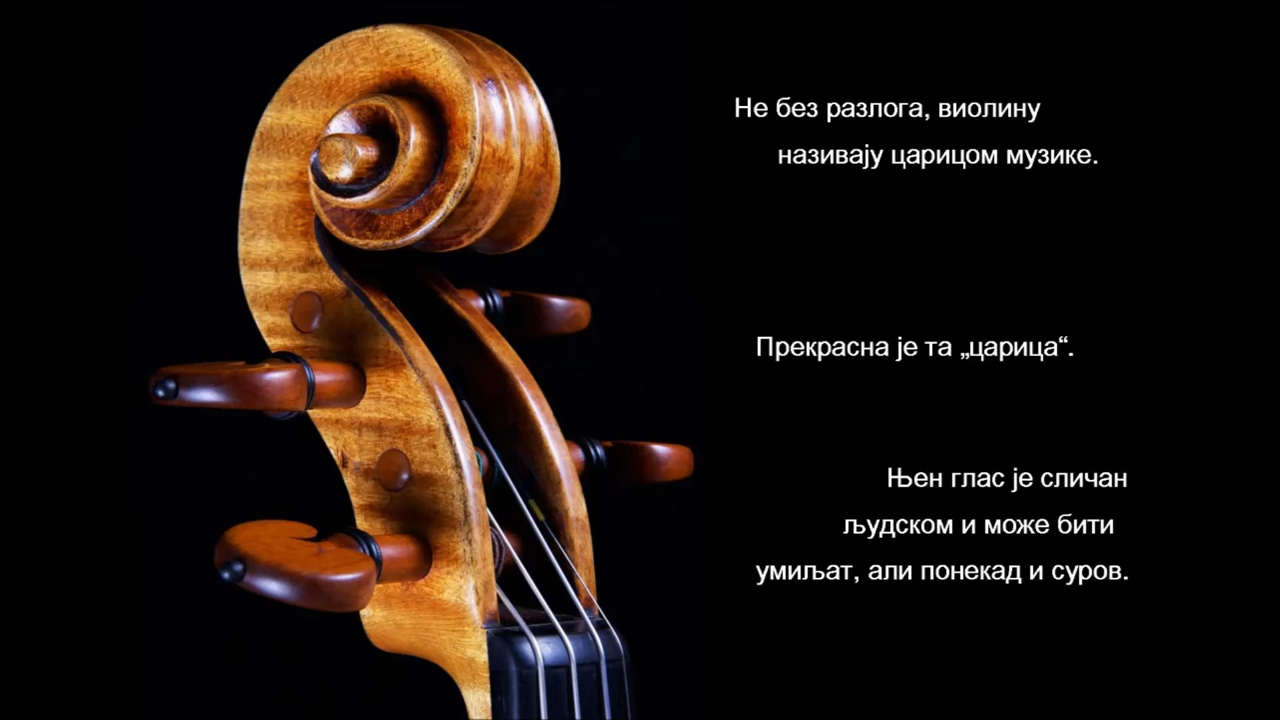 Не без разлога, виолину
називају царицом музике.
Прекрасна је та „царица“.
Њен глас је сличан
људском и може бити
умиљат, али понекад и суров.